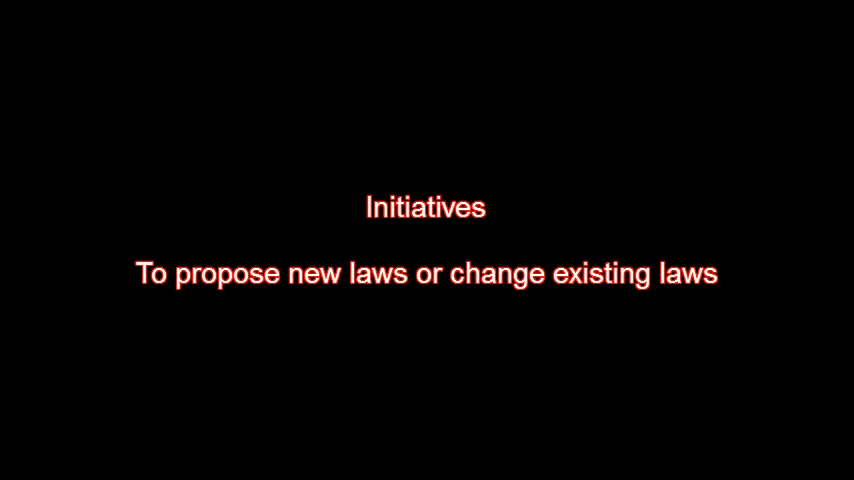 Initiatives
To propose new laws or change existing laws